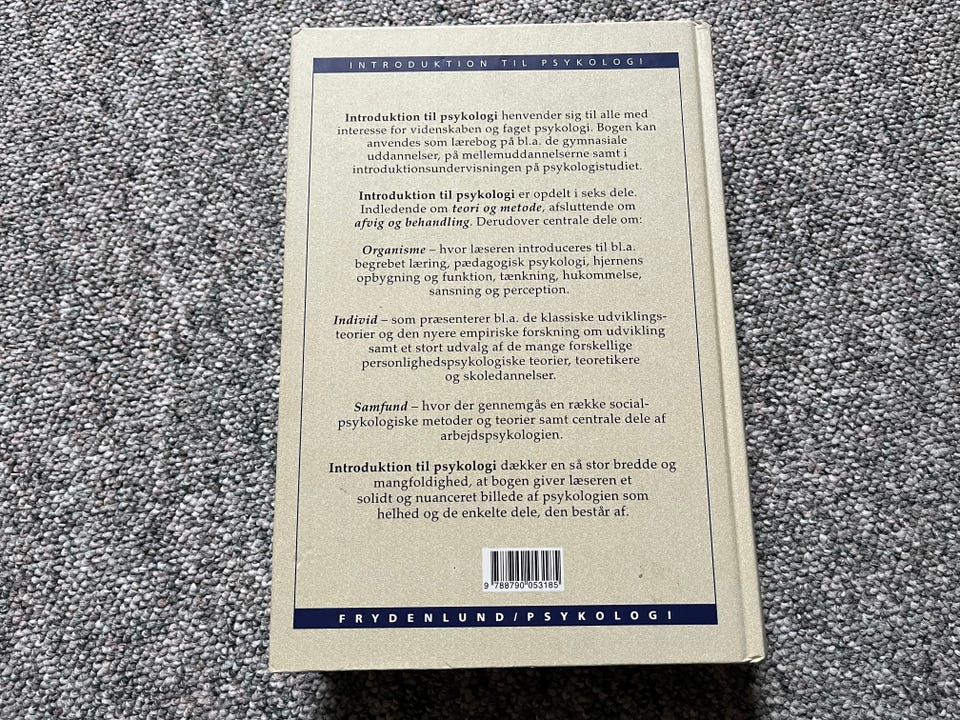 INTRODUKTION TIL PSYKOLOGI
Introduktion til psykologi henvender sig til alle med
interesse for videnskaben og faget psykologi. Bogen kan
anvendes som lærebog på bl.a. de gymnasiale
uddannelser, på mellemuddannelserne samt i
introduktionsundervisningen på psykologistudiet.
Introduktion til psykologi er opdelt i seks dele.
Indledende om teori og metode, afsluttende om
afvig og behandling. Derudover centrale dele om:
Organisme – hvor læseren introduceres til bl.a.
begrebet læring, pædagogisk psykologi, hjernens
opbygning og funktion, tænkning, hukommelse,
sansning og perception.
Individ – som præsenterer bl.a. de klassiske udviklings-
teorier og den nyere empiriske forskning om udvikling
samt et stort udvalg af de mange forskellige
personlighedspsykologiske teorier, teoretikere
og skoledannelser.
Samfund – hvor der gennemgås en række social-
psykologiske metoder og teorier samt centrale dele af
arbejdspsykologien.
Introduktion til psykologi dækker en så stor bredde og
mangfoldighed, at bogen giver læseren et
solidt og nuanceret billede af psykologien som
helhed og de enkelte dele, den består af.
9 788790 053185
FRYDENLUND/PSYKOLOGI